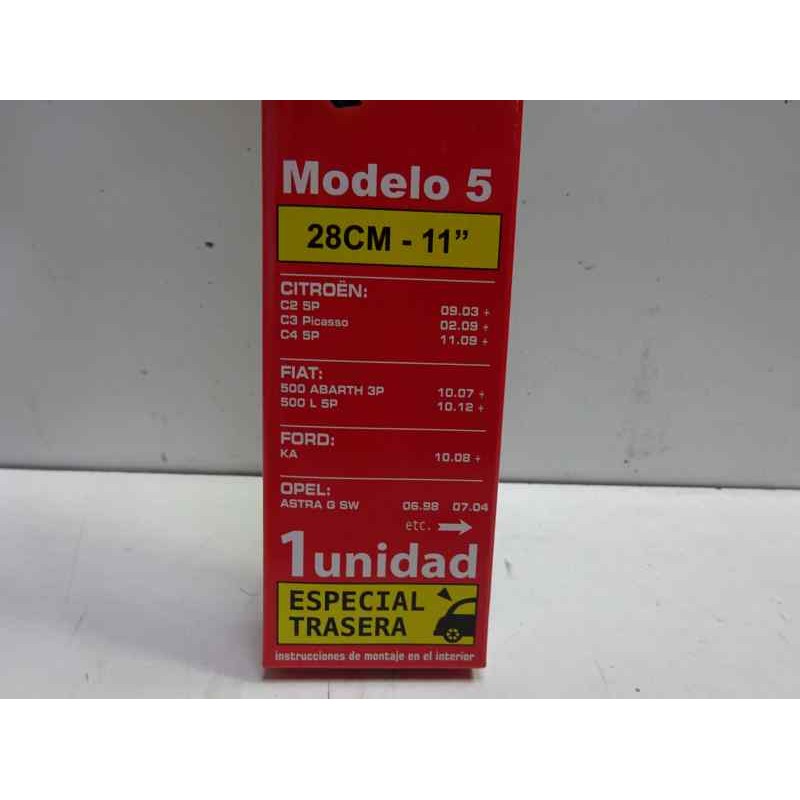 Modelo 5
28CM - 11”
CITROËN:
C2 5P 09.03 +
C3 Picasso 02.09 +
C4 5P 11.09 +
FIAT:
500 ABARTH 3P 10.07 +
500 L 5P 10.12 +
FORD:
KA 10.08 +
OPEL:
ASTRA G SW 06.98 07.04
etc.
1unidad
ESPECIAL
TRASERA
instrucciones de montaje en el interior